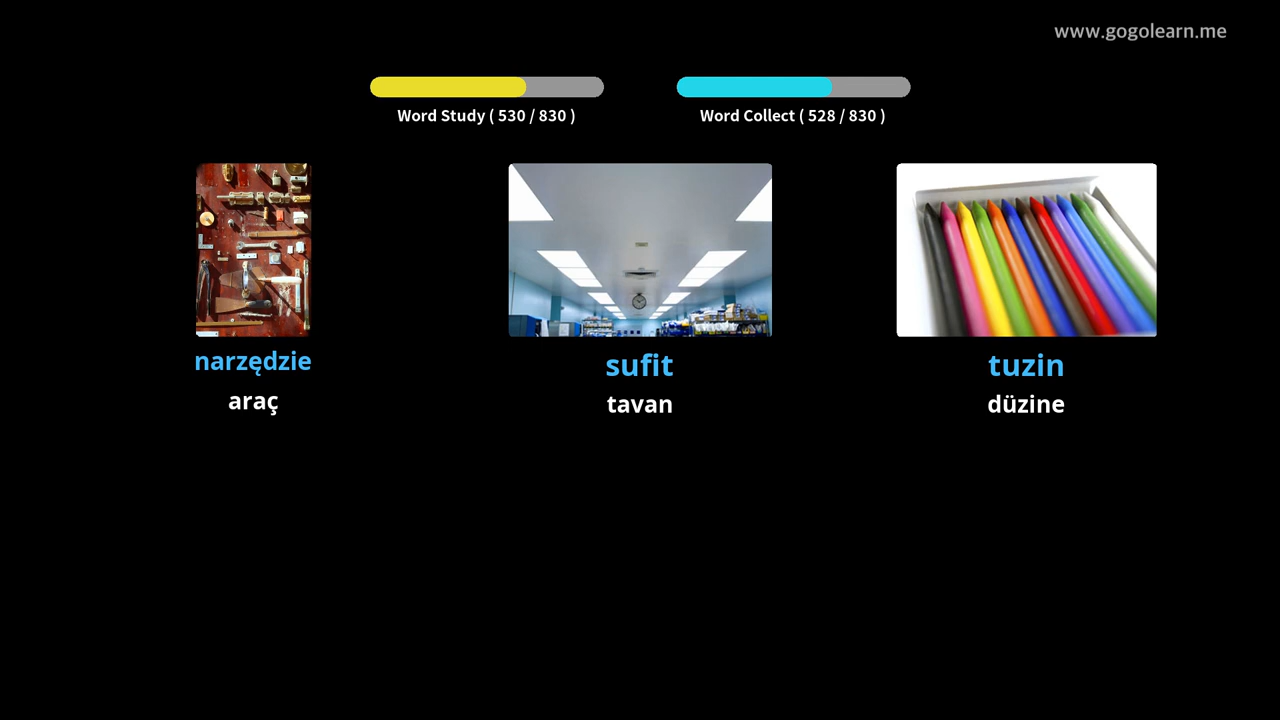 www.gogolearn.me
Word Study ( 530 / 830 )
Word Collect ( 528 / 830 )
narzędzie
araç
sufit
tavan
tuzin
düzine